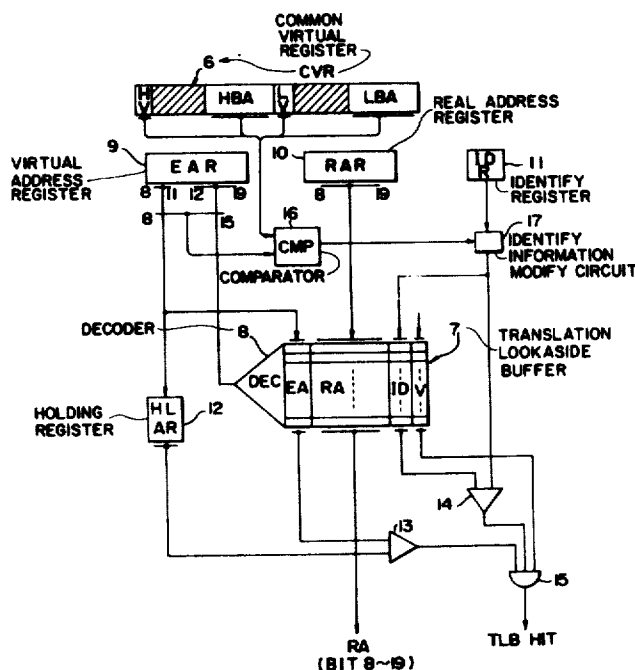 COMMON
VIRTUAL
REGISTER
6
CVR
H
V
HBA
L
V
LBA
REAL ADDRESS
REGISTER
9
10
VIRTUAL
ADDRESS
REGISTER
EAR
RAR
ID
R
11
IDENTIFY
REGISTER
8 11 12 19
8 19
8 15
16
CMP
COMPARATOR
17
IDENTIFY
INFORMATION
MODIFY CIRCUIT
DECODER 8
7
TRANSLATION
LOOKASIDE
BUFFER
DEC
EA
RA
ID
V
HOLDING
REGISTER
HL
AR
12
13
14
15
RA
(BIT 8~19)
TLB HIT